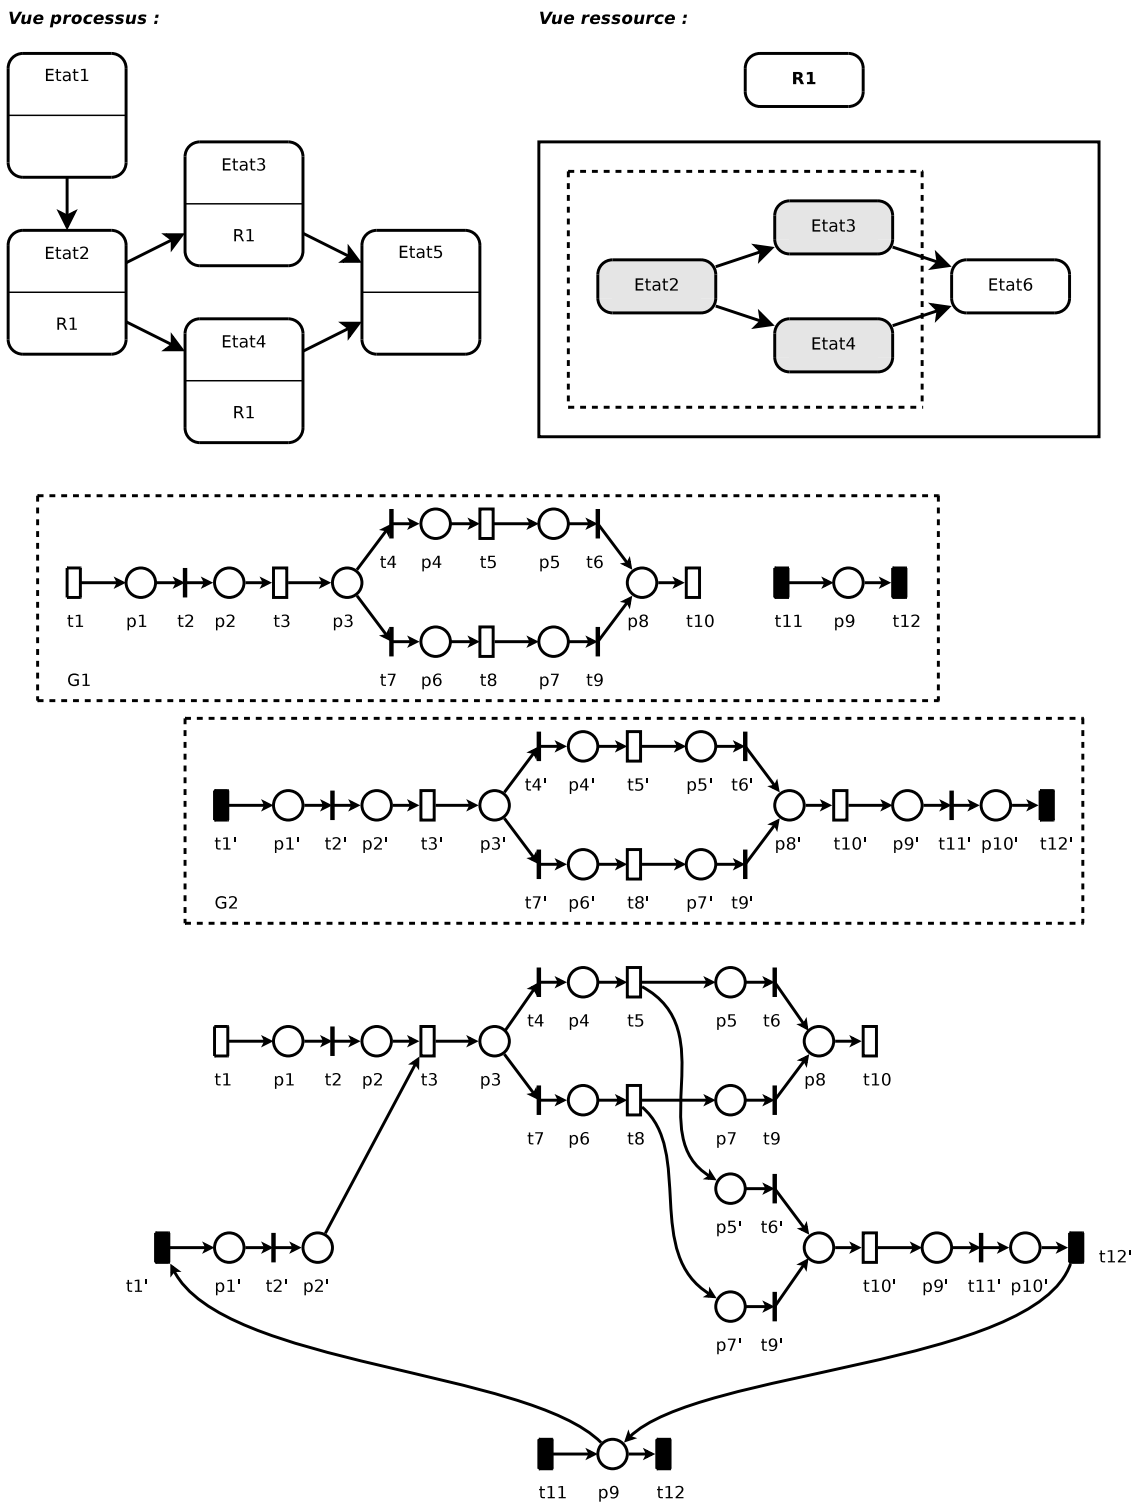 Vue processus :
Vue ressource :
Etat1
R1
Etat3
R1
Etat2
R1
Etat5
Etat4
R1
Etat3
Etat2
Etat6
Etat4
t4 p4 t5 p5 t6
t1 p1 t2 p2 t3 p3 p8 t10 t11 p9 t12
t7 p6 t8 p7 t9
G1
t4' p4' t5' p5' t6'
t1' p1' t2' p2' t3' p3' p8' t10' p9' t11' p10' t12'
t7' p6' t8' p7' t9'
G2
t4 p4 t5 p5 t6
t1 p1 t2 p2 t3 p3 p8 t10
t7 p6 t8 p7 t9
p5' t6'
t1' p1' t2' p2' t10' p9' t11' p10' t12'
p7' t9'
t11 p9 t12